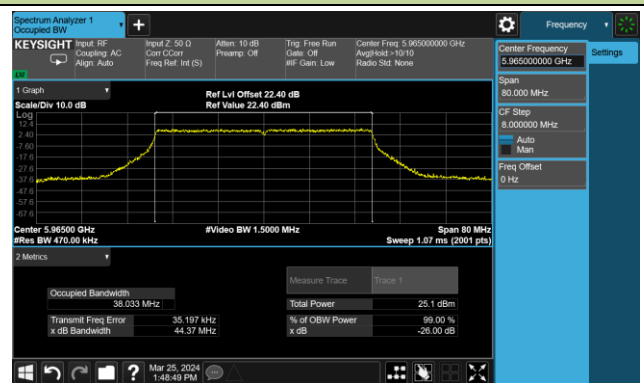 Spectrum Analyzer 1
Occupied BW
Frequency
KEYSIGHT
Input: RF
Coupling: AC
Align: Auto
Input Z: 50 Ω
Corr CCorr
Freq Ref: Int (S)
Atten: 10 dB
Preamp: Off
Trig: Free Run
Gate: Off
#IF Gain: Low
Center Freq: 5.965000000 GHz
Avg|Hold:>10/10
Radio Std: None
Center Frequency
5.965000000 GHz
Settings
Span
80.000 MHz
CF Step
8.000000 MHz
Auto
Man
Freq Offset
0 Hz
1 Graph
Scale/Div 10.0 dB
Ref Lvl Offset 22.40 dB
Ref Value 22.40 dBm
Log
12.4
2.40
-7.60
-17.6
-27.6
-37.6
-47.6
-57.6
-67.6
Center 5.96500 GHz
#Video BW 1.5000 MHz
Span 80 MHz
#Res BW 470.00 kHz
Sweep 1.07 ms (2001 pts)
2 Metrics
Measure Trace
Trace 1
Occupied Bandwidth
38.033 MHz
Total Power
25.1 dBm
Transmit Freq Error
35.197 kHz
% of OBW Power
99.00 %
x dB Bandwidth
44.37 MHz
x dB
-26.00 dB
Mar 25, 2024
1:48:49 PM